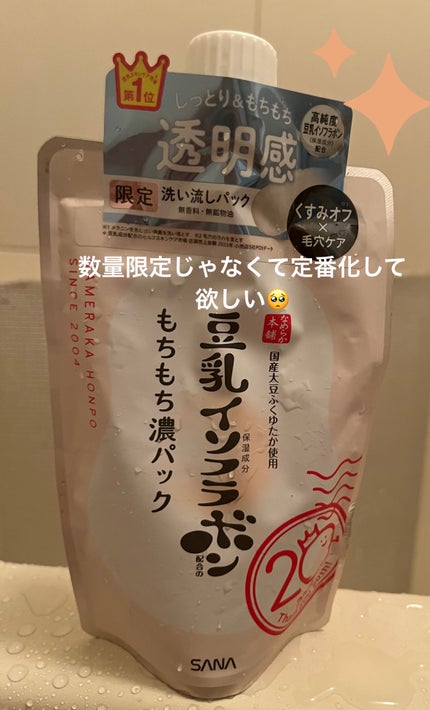 第1位
しっとり&もちもち
透明感
高純度
豆乳イソフラボン
(保湿成分)
配合
限定 洗い流しパック
無香料・無鉱物油
くすみオフ
×
毛穴ケア
数量限定じゃなくて定番化して
欲しい🥺
NAMERAKA HONPO
SINCE 2004
なめらか
本舗
国産大豆ふくゆたか使用
豆乳イソフラボン
保湿成分
配合の
もちもち濃パック
20
SANA